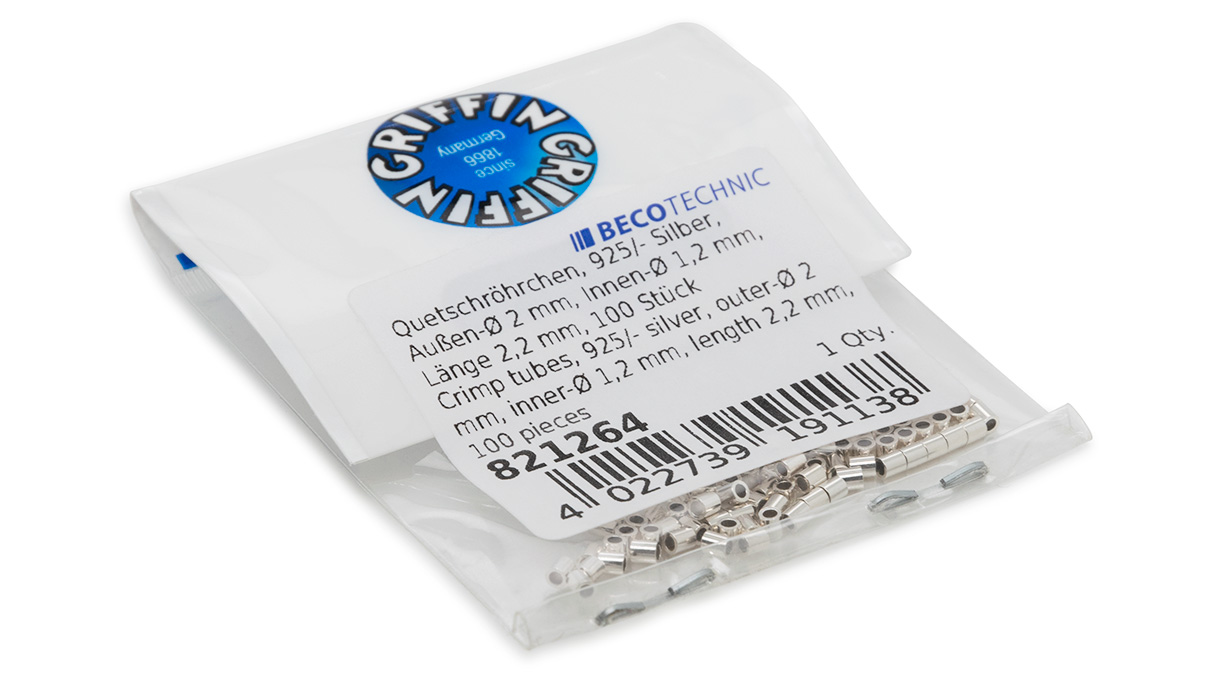 GRIFFIN GRIFFIN GRIFFIN
since
1866
Germany
BECOTECHNIC
Quetschröhrchen, 925/- Silber,
Außen-Ø 2 mm, Innen-Ø 1,2 mm,
Länge 2,2 mm, 100 Stück
Crimp tubes, 925/- silver, outer-Ø 2
mm, inner-Ø 1,2 mm, length 2,2 mm,
100 pieces
1 Qty.
821264
4 022739 191138